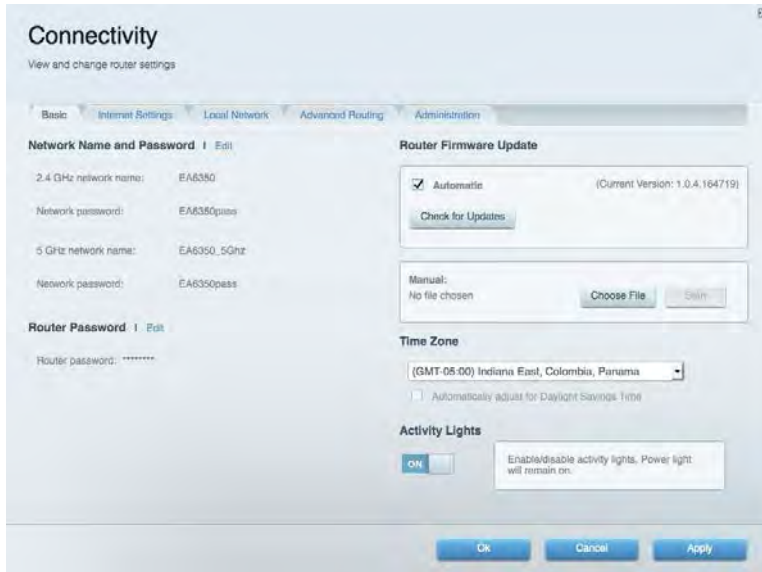 Connectivity
View and change router settings
Basic Internet Settings Local Network Advanced Routing Administration
Network Name and Password | Edit
2.4 GHz network name: EA6350
Network password: EA6350pass
5 GHz network name: EA6350_5Ghz
Network password: EA6350pass
Router Password | Edit
Router password: ********
Router Firmware Update
Automatic (Current Version: 1.0.4.164719)
Check for Updates
Manual:
No file chosen Choose File Start
Time Zone
(GMT-05:00) Indiana East, Colombia, Panama
Automatically adjust for Daylight Savings Time
Activity Lights
ON
Enable/disable activity lights. Power light
will remain on.
Ok Cancel Apply